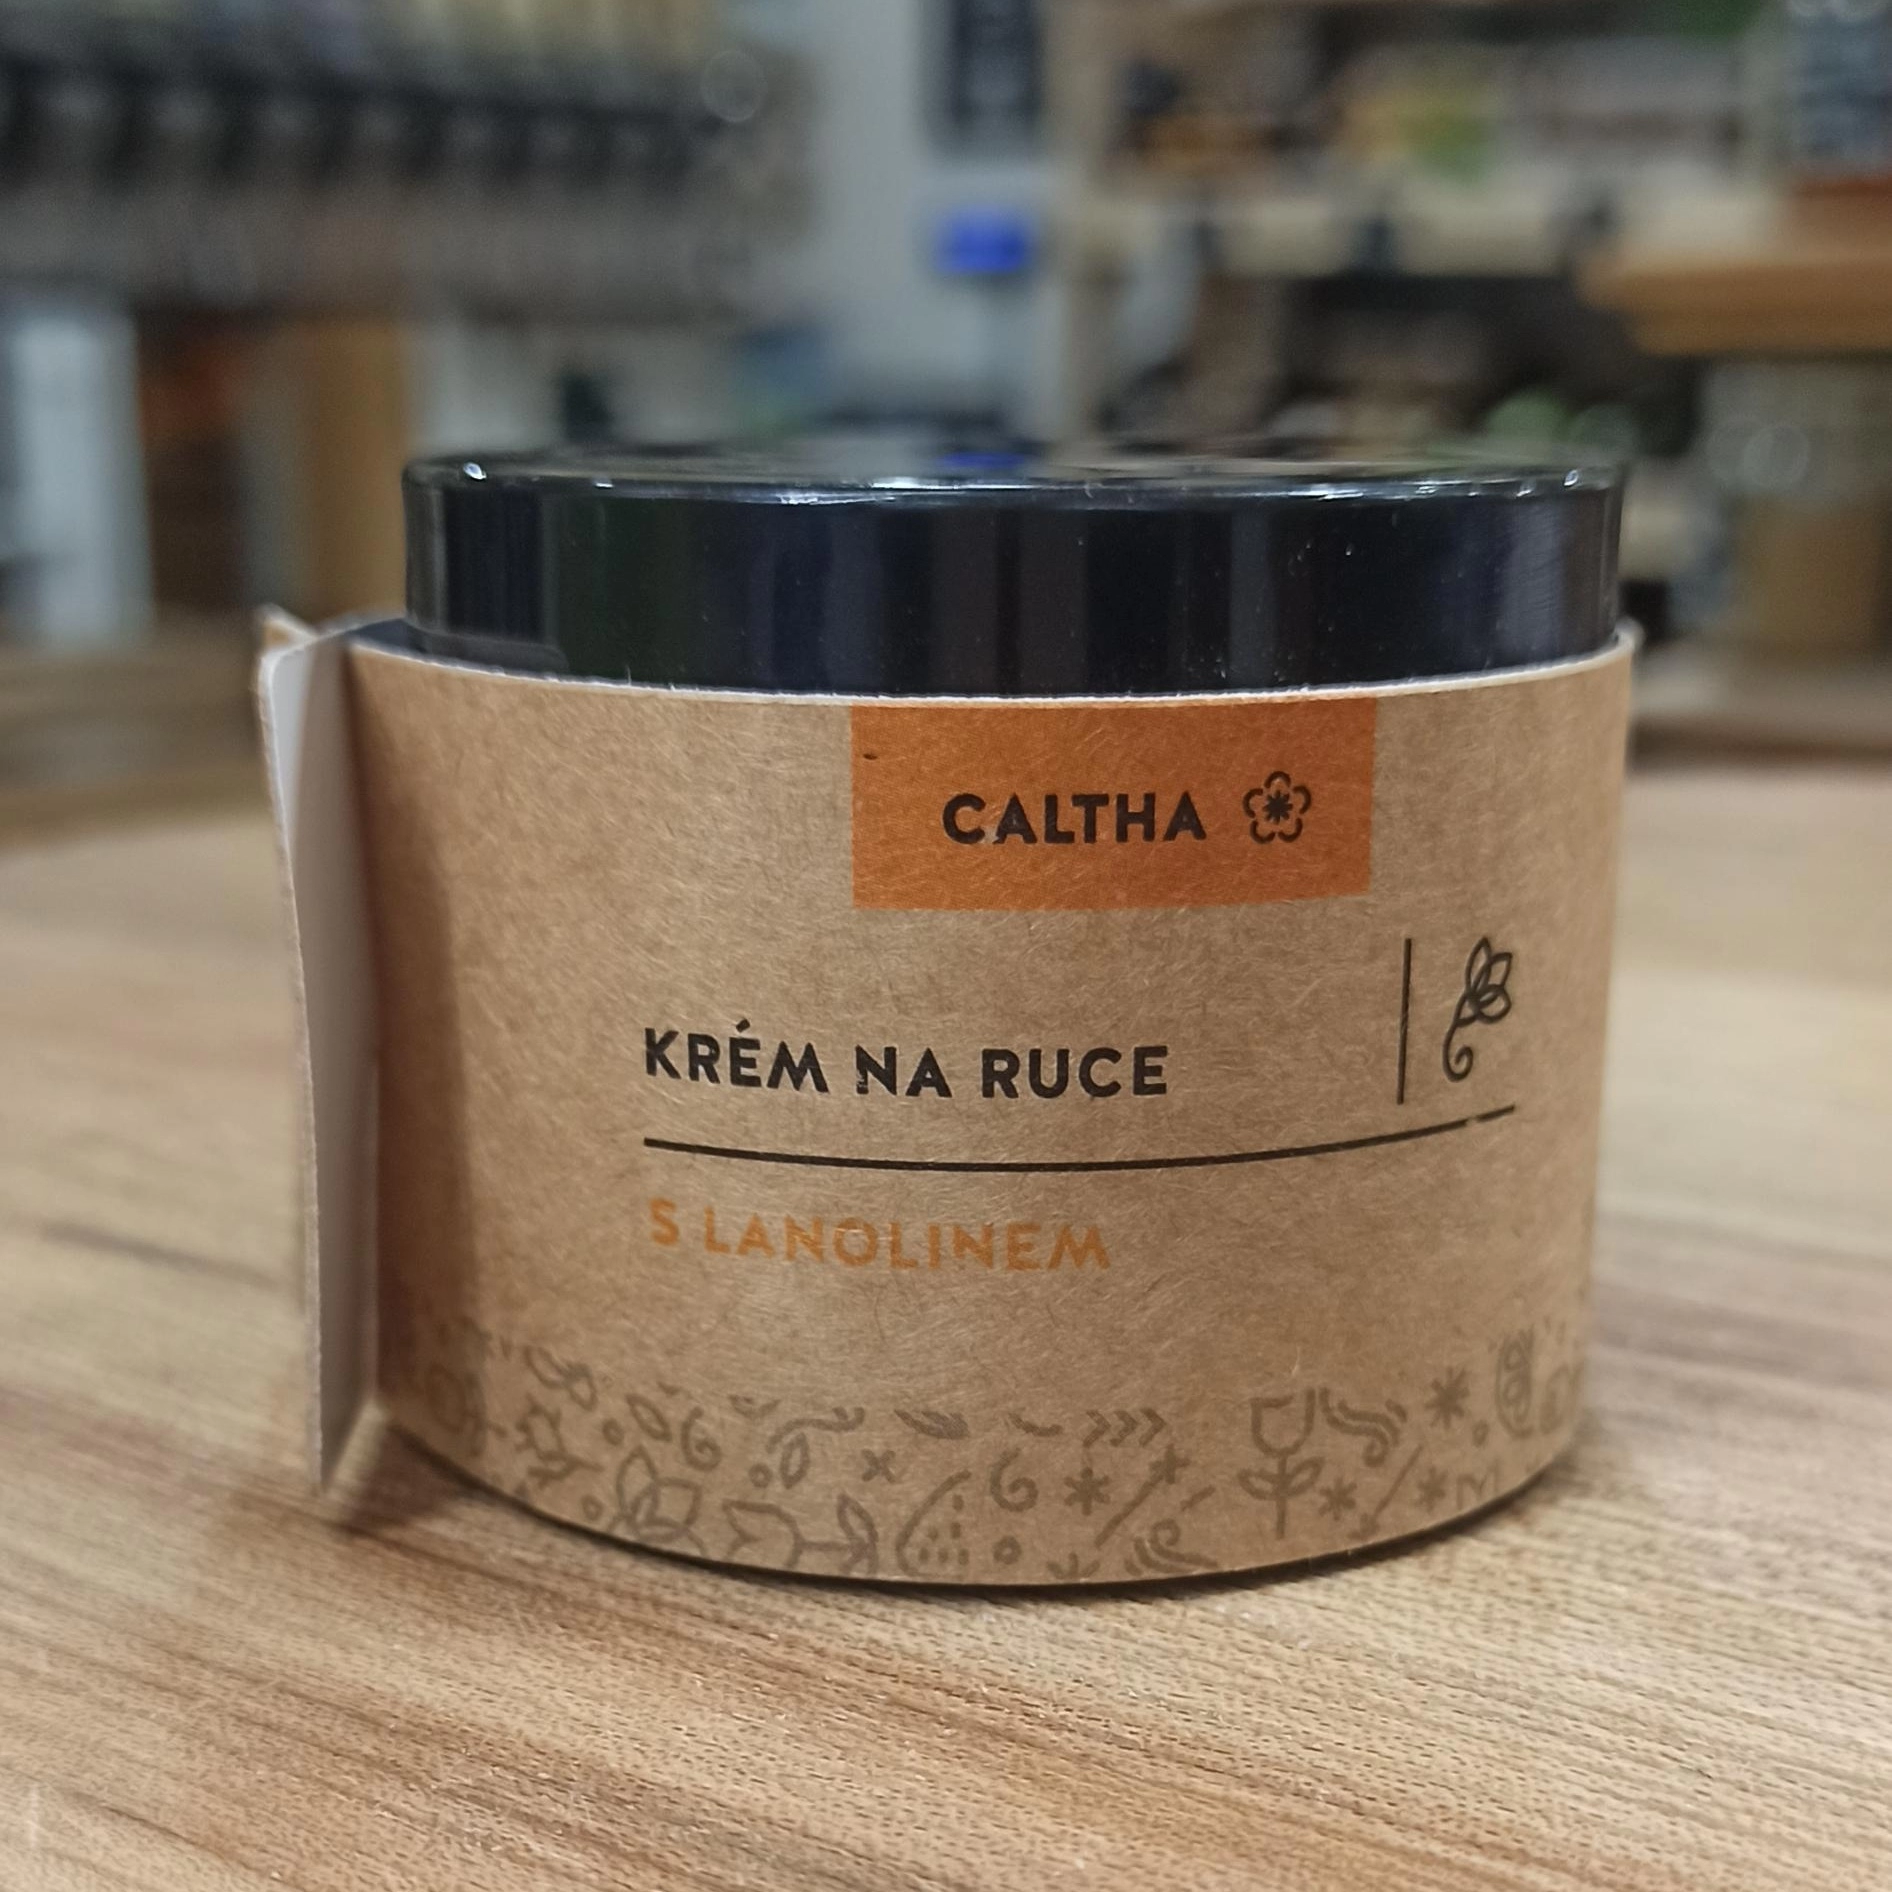 CALTHA
KRÉM NA RUCE
S LANOLINEM